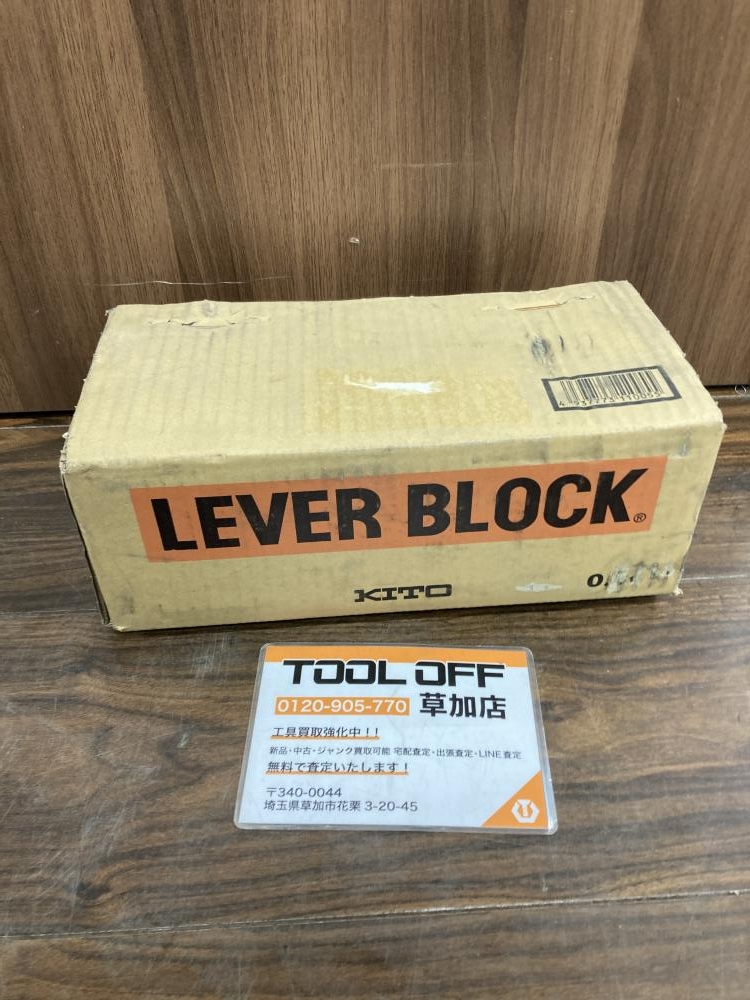 4 937773 110055
LEVER BLOCK®
KITO
TOOL OFF
0120-905-770 草加店
工具買取強化中!!
新品・中古・ジャンク買取可能 宅配査定・出張査定・LINE査定
無料で査定いたします!
〒340-0044
埼玉県草加市花栗 3-20-45